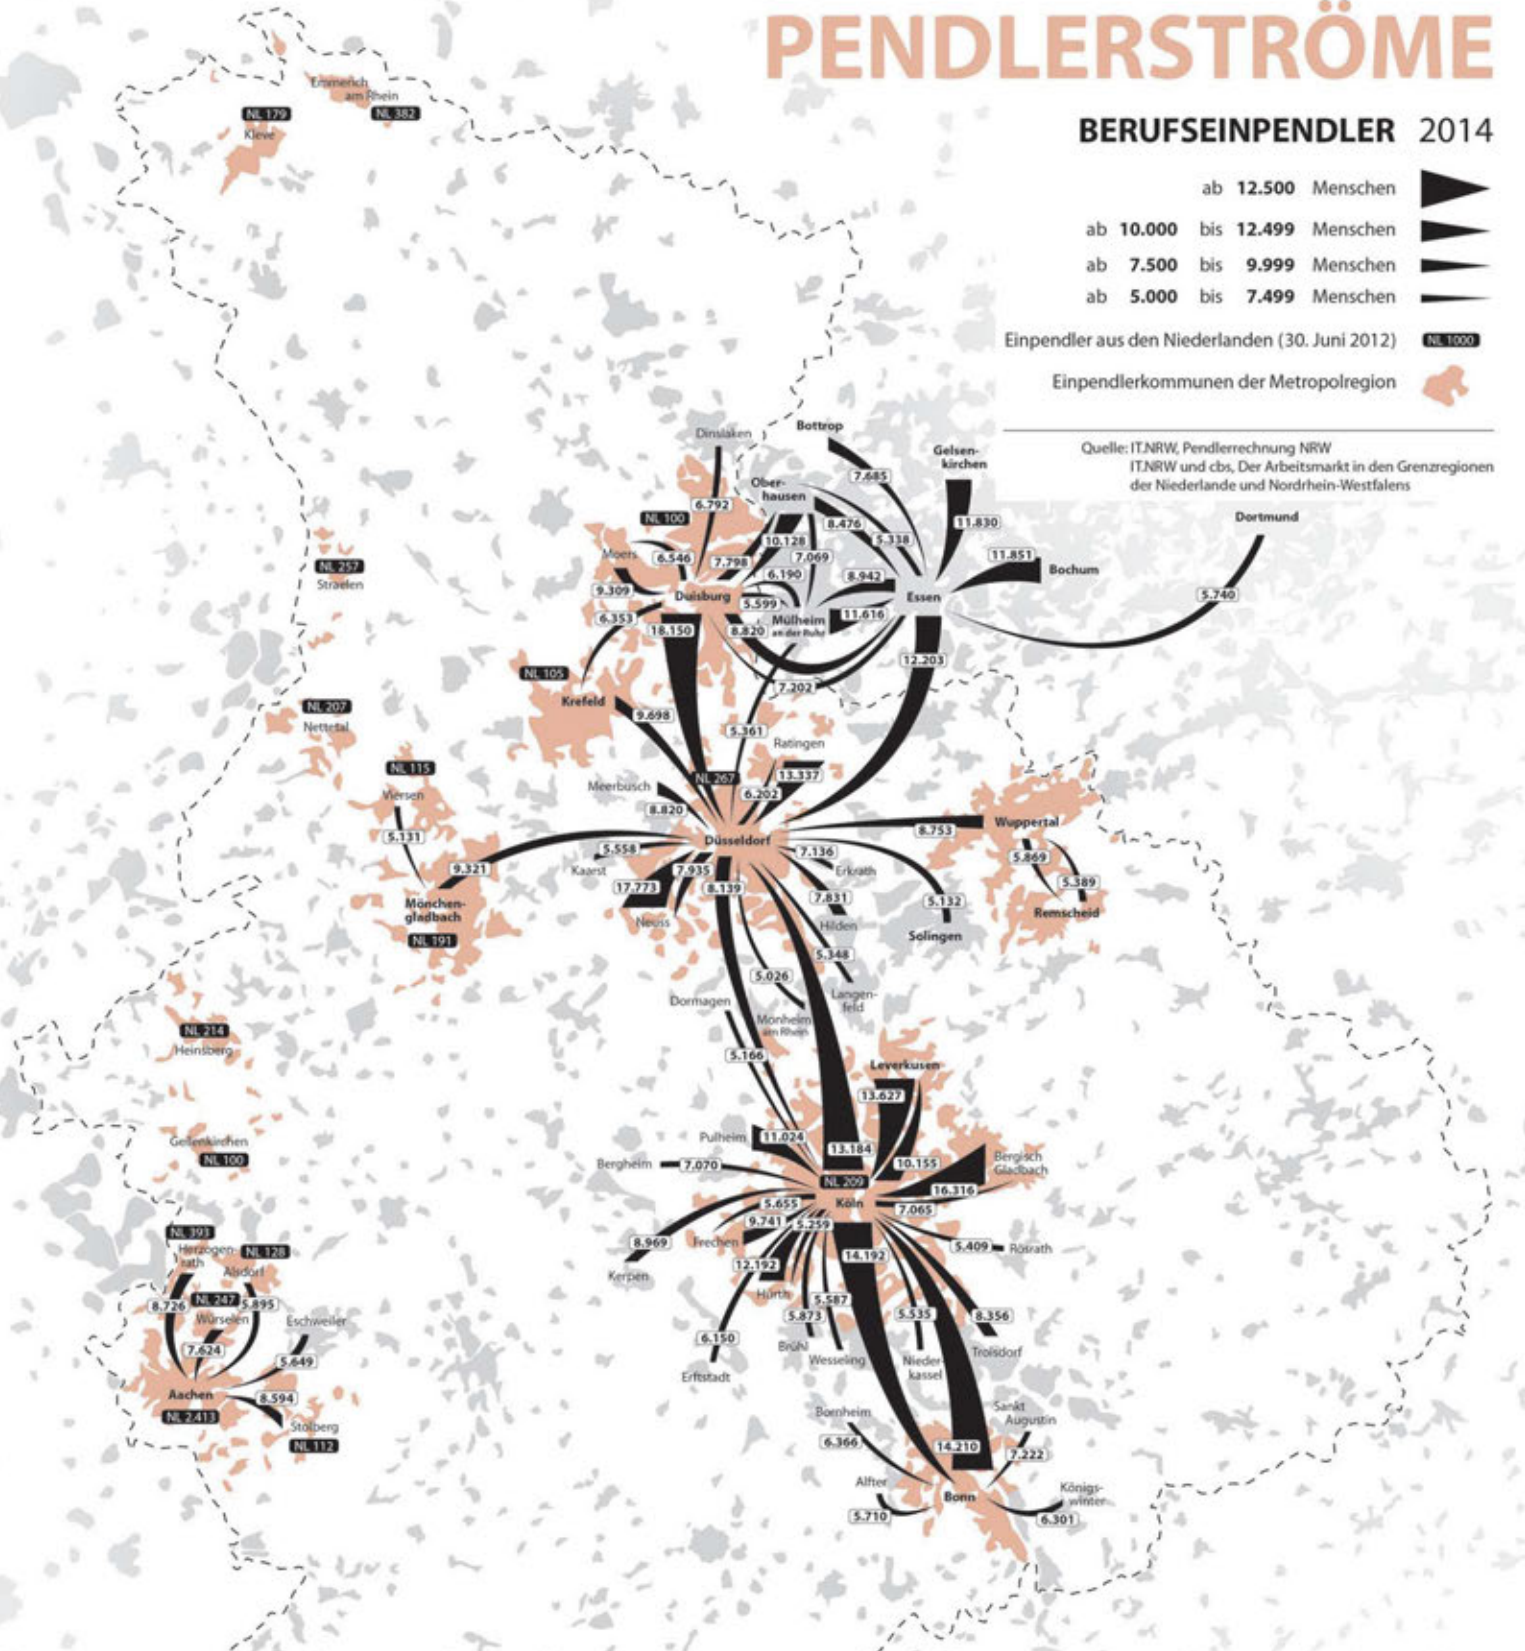 PENDLERSTRÖME
BERUFSEINPENDLER 2014
ab 12.500 Menschen
ab 10.000 bis 12.499 Menschen
ab 7.500 bis 9.999 Menschen
ab 5.000 bis 7.499 Menschen
Einpendler aus den Niederlanden (30. Juni 2012) NL 1000
Einpendlerkommunen der Metropolregion
Quelle: IT.NRW, Pendlerrechnung NRW
IT.NRW und cbs, Der Arbeitsmarkt in den Grenzregionen
der Niederlande und Nordrhein-Westfalens
Emmerich
am Rhein
NL 382
NL 179
Kleve
Dinslaken
Bottrop
7.685
Gelsen-
kirchen
Ober-
hausen
6.792
NL 100
8.476
11.830
Dortmund
10.128
5.338
Moers
6.546
7.798
7.069
11.851
Bochum
NL 257
Straelen
6.190
8.942
9.309
Duisburg
5.599
Essen
5.740
6.353
18.150
8.820
Mülheim
an der Ruhr
11.616
12.203
NL 105
7.202
Krefeld
9.698
NL 207
Nettetal
5.361
Ratingen
NL 115
Viersen
NL 267
13.337
Meerbusch
6.202
8.820
5.131
Düsseldorf
8.753
Wuppertal
5.558
7.136
5.869
Kaarst
9.321
7.935
Erkrath
17.773
8.139
7.831
5.132
5.389
Mönchen-
gladbach
Neuss
Hilden
Solingen
Remscheid
NL 191
5.348
5.026
Dormagen
Langen-
feld
Monheim
am Rhein
NL 214
Heinsberg
5.166
Leverkusen
13.627
Geilenkirchen
NL 100
Pulheim
11.024
13.184
Bergheim
7.070
10.155
Bergisch
Gladbach
NL 209
16.316
Köln
5.655
7.065
9.741
5.259
8.969
Frechen
14.192
5.409
Rösrath
12.192
Kerpen
Hürth
5.587
5.873
5.535
8.356
6.150
Brühl
Wesseling
Nieder-
kassel
Troisdorf
Erftstadt
NL 393
Herzogen-
rath
NL 128
Alsdorf
8.726
NL 247
5.895
Würselen
Eschweiler
7.624
5.649
Aachen
8.594
NL 2.413
Stolberg
NL 112
Bornheim
Sankt
Augustin
6.366
14.210
7.222
Alfter
Bonn
Königs-
winter
5.710
6.301